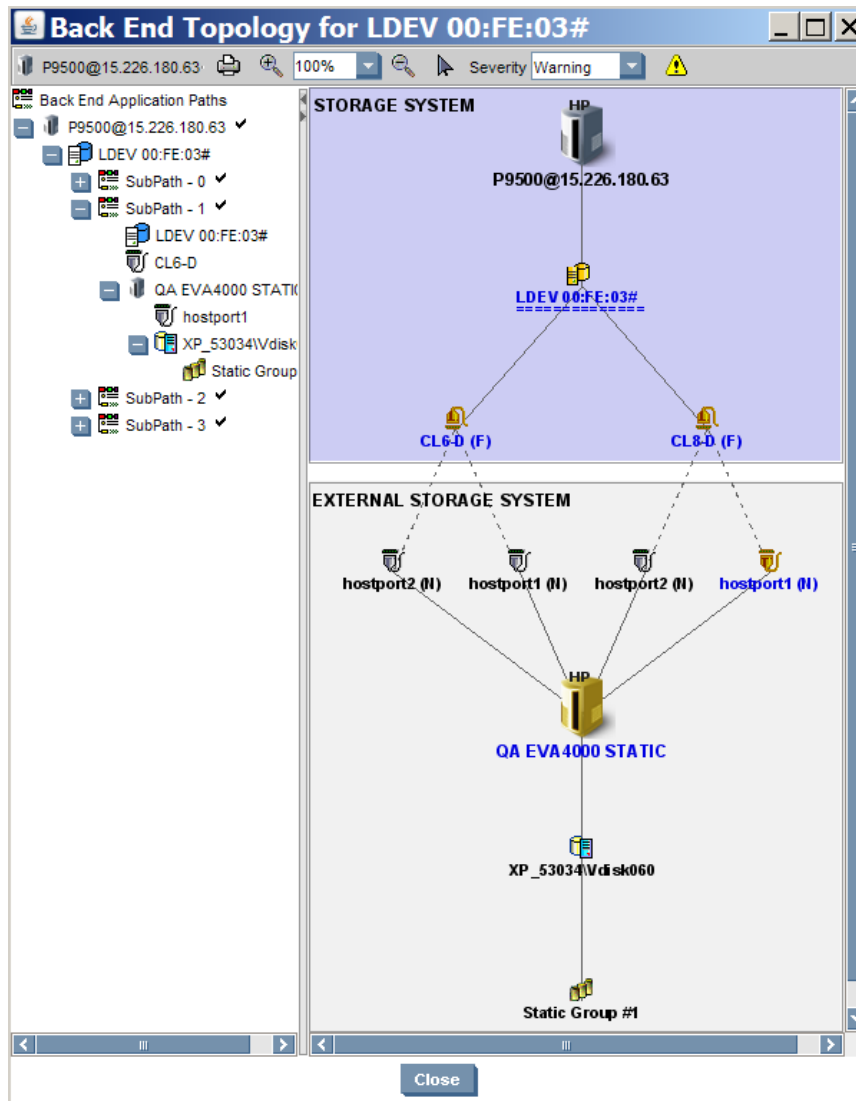 Back End Topology for LDEV 00:FE:03#
P9500@15.226.180.63 100% Severity Warning
Back End Application Paths
P9500@15.226.180.63
LDEV 00:FE:03#
SubPath - 0
SubPath - 1
LDEV 00:FE:03#
CL6-D
QA EVA4000 STATIC
hostport1
XP_53034\Vdisk
Static Group
SubPath - 2
SubPath - 3
STORAGE SYSTEM
HP
P9500@15.226.180.63
LDEV 00:FE:03#
CL6-D (F) CL8-D (F)
EXTERNAL STORAGE SYSTEM
hostport2 (N) hostport1 (N) hostport2 (N) hostport1 (N)
HP
QA EVA4000 STATIC
XP_53034\Vdisk060
Static Group #1
Close